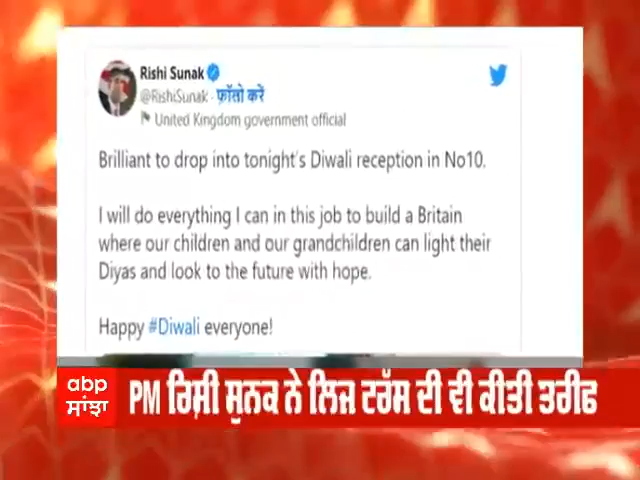 Rishi Sunak
@RishiSunak · फ़ॉलो करें
United Kingdom government official
Brilliant to drop into tonight's Diwali reception in No10.
I will do everything I can in this job to build a Britain
where our children and our grandchildren can light their
Diyas and look to the future with hope.
Happy #Diwali everyone!
abp
ਸਾਂਝਾ
PM ਰਿਸ਼ੀ ਸੁਨਕ ਨੇ ਲਿਜ਼ ਟਰੱਸ ਦੀ ਵੀ ਕੀਤੀ ਤਰੀਫ